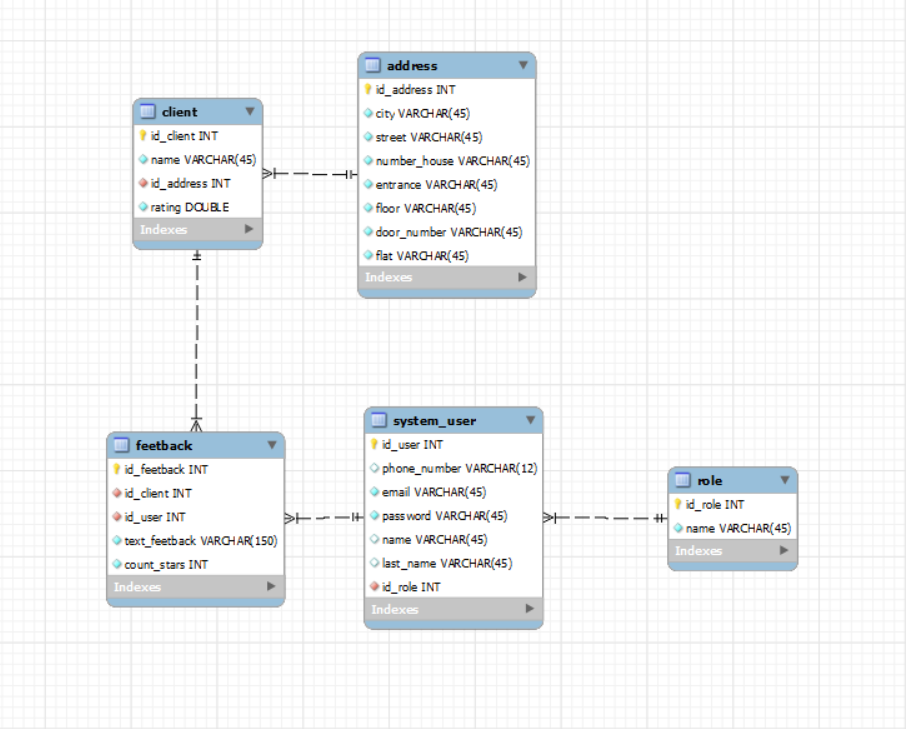 address
id_address INT
city VARCHAR(45)
street VARCHAR(45)
number_house VARCHAR(45)
entrance VARCHAR(45)
floor VARCHAR(45)
door_number VARCHAR(45)
flat VARCHAR(45)
Indexes
client
id_client INT
name VARCHAR(45)
id_address INT
rating DOUBLE
Indexes
feetback
id_feetback INT
id_client INT
id_user INT
text_feetback VARCHAR(150)
count_stars INT
Indexes
system_user
id_user INT
phone_number VARCHAR(12)
email VARCHAR(45)
password VARCHAR(45)
name VARCHAR(45)
last_name VARCHAR(45)
id_role INT
Indexes
role
id_role INT
name VARCHAR(45)
Indexes